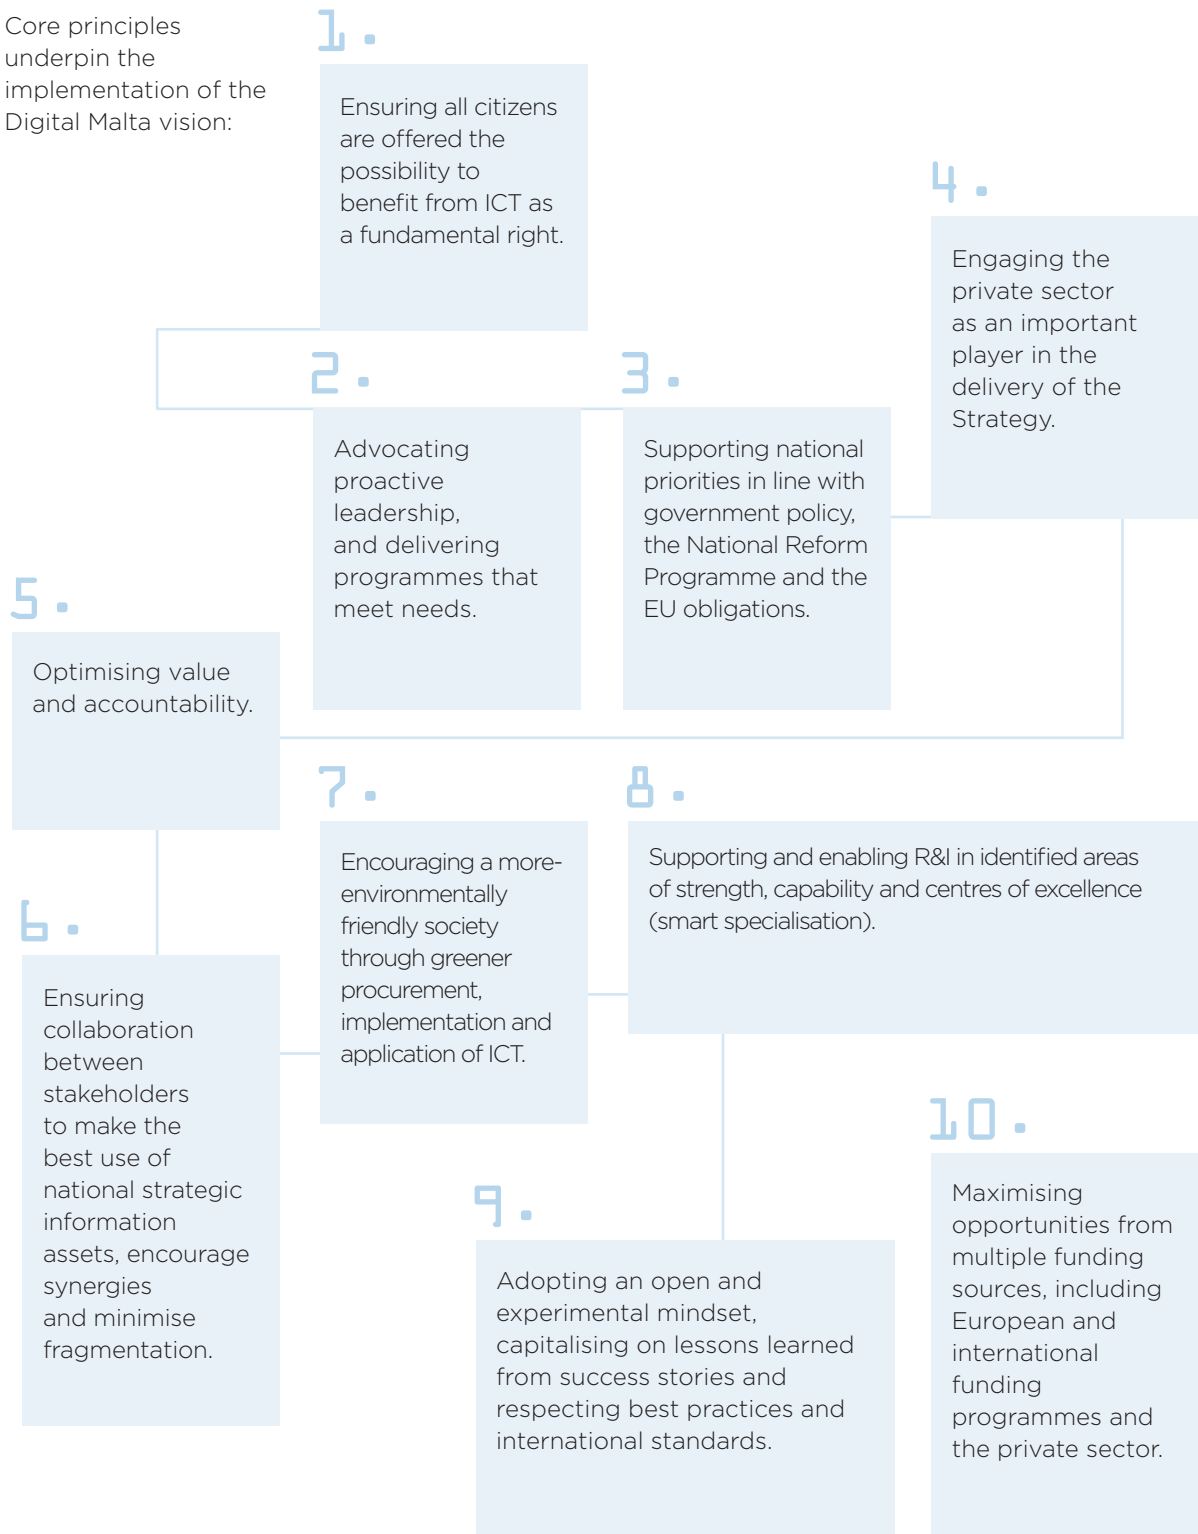 Core principles
underpin the
implementation of the
Digital Malta vision:
1.
Ensuring all citizens
are offered the
possibility to
benefit from ICT as
a fundamental right.
2.
Advocating
proactive
leadership,
and delivering
programmes that
meet needs.
3.
Supporting national
priorities in line with
government policy,
the National Reform
Programme and the
EU obligations.
4.
Engaging the
private sector
as an important
player in the
delivery of the
Strategy.
5.
Optimising value
and accountability.
6.
Ensuring
collaboration
between
stakeholders
to make the
best use of
national strategic
information
assets, encourage
synergies
and minimise
fragmentation.
7.
Encouraging a more-
environmentally
friendly society
through greener
procurement,
implementation and
application of ICT.
8.
Supporting and enabling R&I in identified areas
of strength, capability and centres of excellence
(smart specialisation).
9.
Adopting an open and
experimental mindset,
capitalising on lessons learned
from success stories and
respecting best practices and
international standards.
10.
Maximising
opportunities from
multiple funding
sources, including
European and
international
funding
programmes and
the private sector.